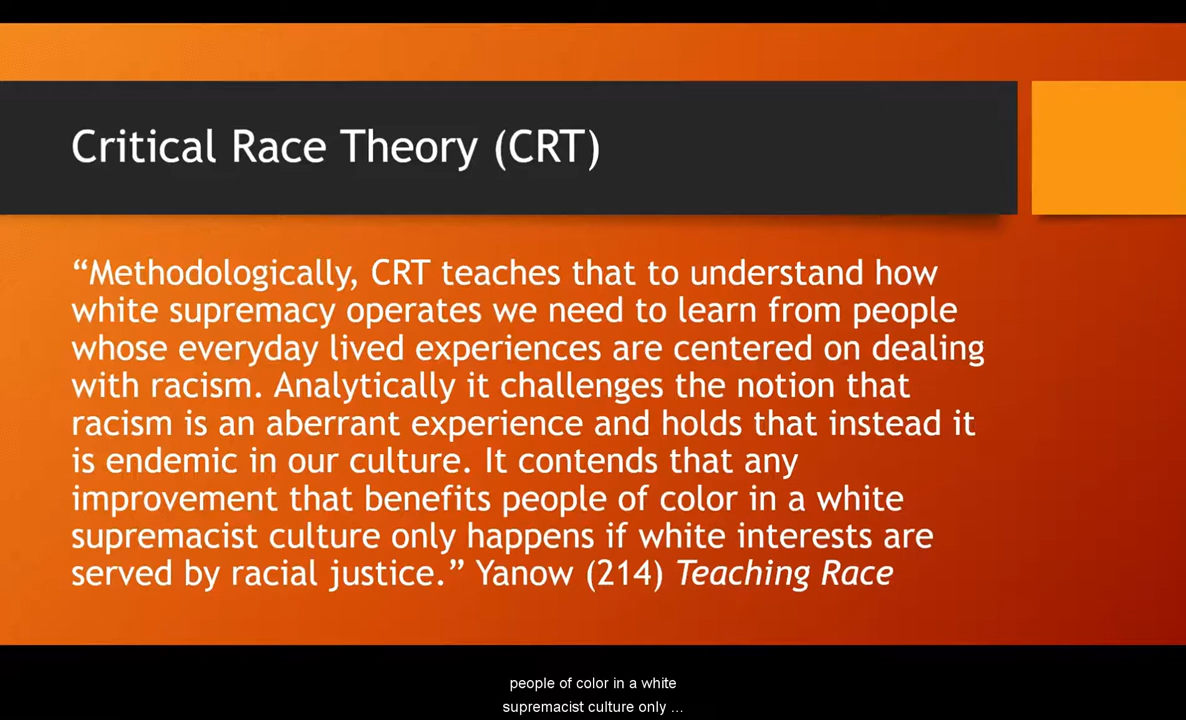 Critical Race Theory (CRT)
“Methodologically, CRT teaches that to understand how
white supremacy operates we need to learn from people
whose everyday lived experiences are centered on dealing
with racism. Analytically it challenges the notion that
racism is an aberrant experience and holds that instead it
is endemic in our culture. It contends that any
improvement that benefits people of color in a white
supremacist culture only happens if white interests are
served by racial justice.” Yanow (214) Teaching Race
people of color in a white
supremacist culture only ...